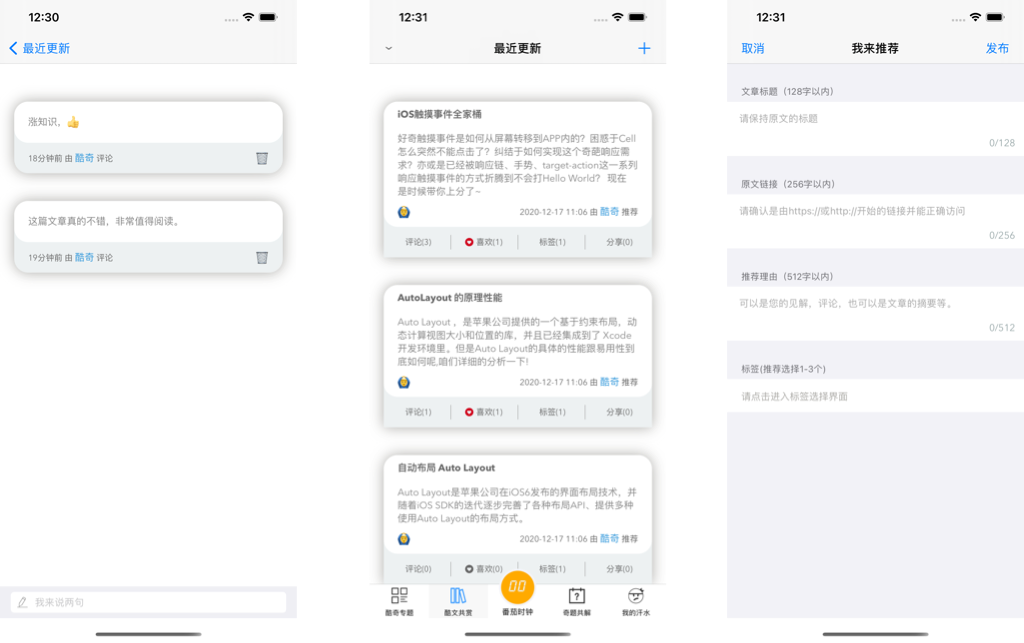 12:30
最近更新
涨知识，👍
18分钟前 由 酷奇 评论
这篇文章真的不错，非常值得阅读。
19分钟前 由 酷奇 评论
我来说两句
12:31
最近更新
iOS触摸事件全家桶
好奇触摸事件是如何从屏幕转移到APP内的？困惑于Cell
怎么突然不能点击了？纠结于如何实现这个奇葩响应需
求？亦或是已经被响应链、手势、target-action这一系列
响应触摸事件的方式折腾到不会打Hello World？ 现在
是时候带你上分了~
2020-12-17 11:06 由 酷奇 推荐
评论(3) 喜欢(1) 标签(1) 分享(0)
AutoLayout 的原理性能
Auto Layout ，是苹果公司提供的一个基于约束布局，动
态计算视图大小和位置的库，并且已经集成到了 Xcode
开发环境里。但是Auto Layout的具体的性能跟易用性到
底如何呢,咱们详细的分析一下!
2020-12-17 11:06 由 酷奇 推荐
评论(1) 喜欢(1) 标签(1) 分享(0)
自动布局 Auto Layout
Auto Layout是苹果公司在iOS6发布的界面布局技术，并
随着iOS SDK的迭代逐步完善了各种布局API，提供多种
使用Auto Layout的布局方式。
2020-12-17 11:06 由 酷奇 推荐
评论(0) 喜欢(0) 标签(1) 分享(0)
00
酷奇专题 酷文共赏 番茄时钟 奇题共解 我的汗水
12:31
取消 我来推荐 发布
文章标题（128字以内）
请保持原文的标题
0/128
原文链接（256字以内）
请确认是由https://或http://开始的链接并能正确访问
0/256
推荐理由（512字以内）
可以是您的见解，评论，也可以是文章的摘要等。
0/512
标签(推荐选择1-3个)
请点击进入标签选择界面